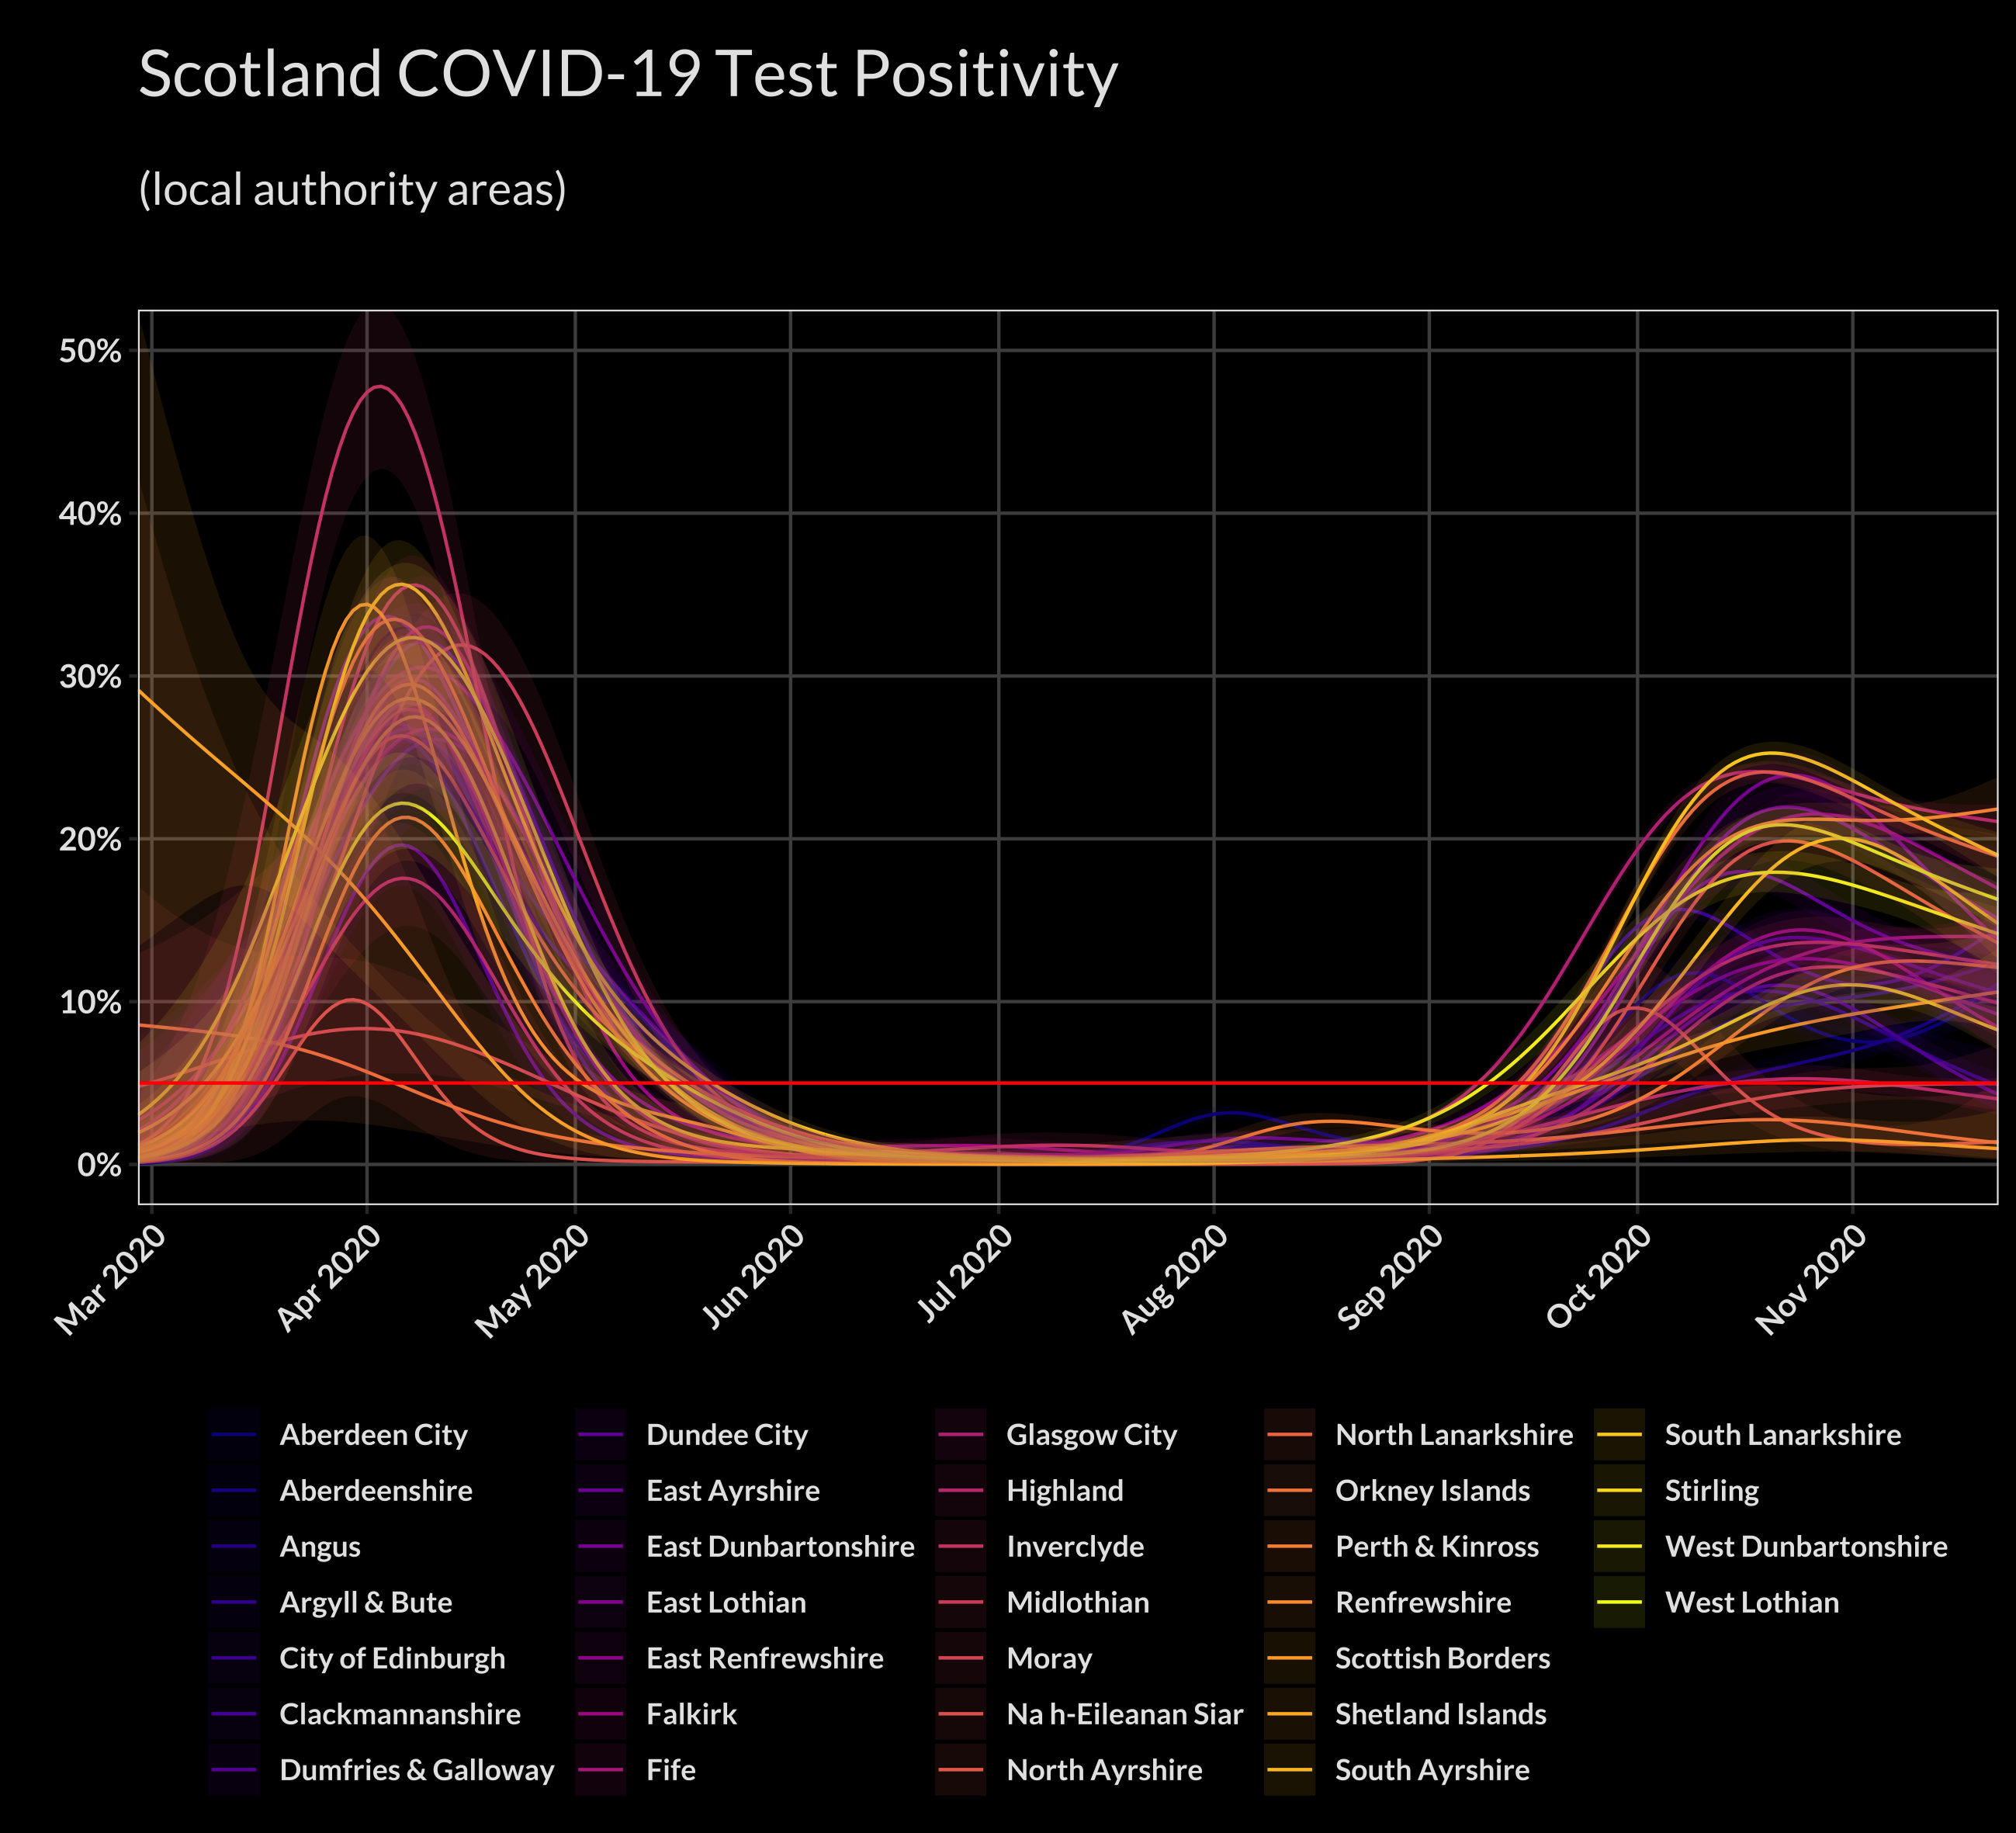 Scotland COVID-19 Test Positivity
(local authority areas)
50%
40%
30%
20%
10%
0%
Mar 2020
Apr 2020
May 2020
Jun 2020
Jul 2020
Aug 2020
Sep 2020
Oct 2020
Nov 2020
Aberdeen City
Aberdeenshire
Angus
Argyll & Bute
City of Edinburgh
Clackmannanshire
Dumfries & Galloway
Dundee City
East Ayrshire
East Dunbartonshire
East Lothian
East Renfrewshire
Falkirk
Fife
Glasgow City
Highland
Inverclyde
Midlothian
Moray
Na h-Eileanan Siar
North Ayrshire
North Lanarkshire
Orkney Islands
Perth & Kinross
Renfrewshire
Scottish Borders
Shetland Islands
South Ayrshire
South Lanarkshire
Stirling
West Dunbartonshire
West Lothian